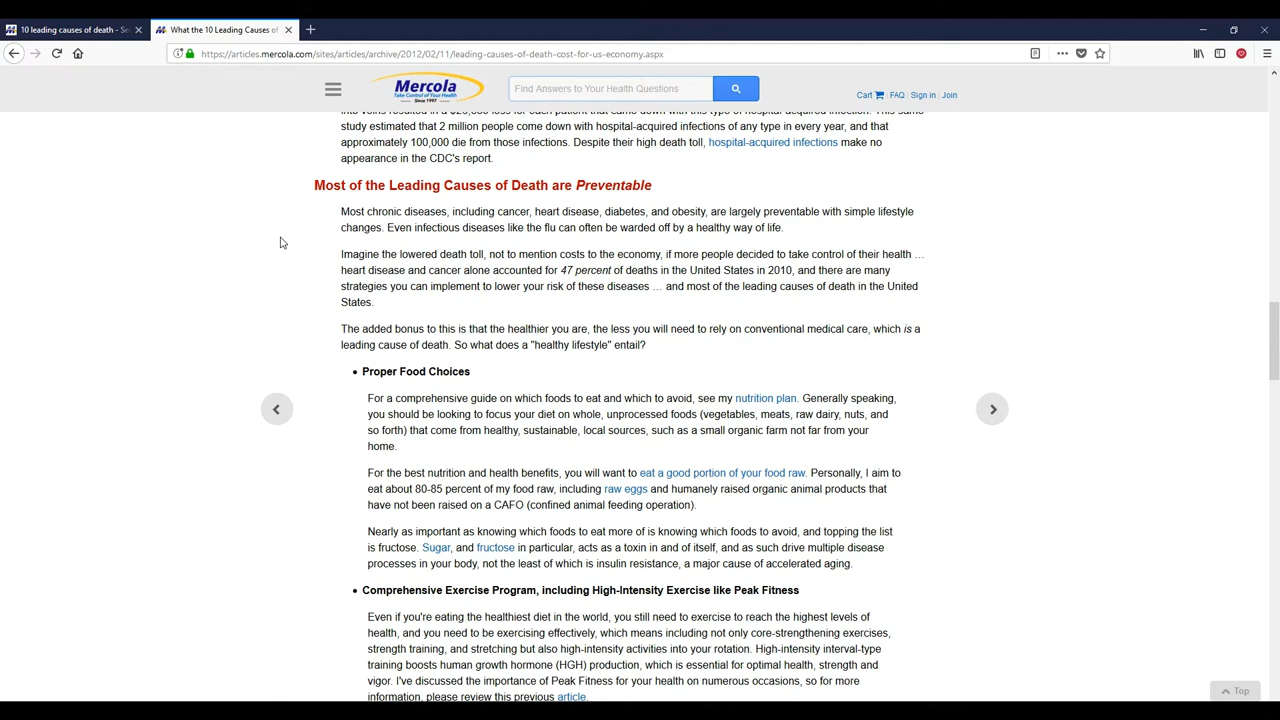 10 leading causes of death - Se
What the 10 Leading Causes of
https://articles.mercola.com/sites/articles/archive/2012/02/11/leading-causes-of-death-cost-for-us-economy.aspx
Mercola
Take Control of Your Health
Since 1997
Find Answers to Your Health Questions
Cart FAQ | Sign in | Join
into veins resulted in a $20,000 loss for each patient that came down with this type of hospital-acquired infection. This same
study estimated that 2 million people come down with hospital-acquired infections of any type in every year, and that
approximately 100,000 die from those infections. Despite their high death toll, hospital-acquired infections make no
appearance in the CDC's report.
Most of the Leading Causes of Death are Preventable
Most chronic diseases, including cancer, heart disease, diabetes, and obesity, are largely preventable with simple lifestyle
changes. Even infectious diseases like the flu can often be warded off by a healthy way of life.
Imagine the lowered death toll, not to mention costs to the economy, if more people decided to take control of their health …
heart disease and cancer alone accounted for 47 percent of deaths in the United States in 2010, and there are many
strategies you can implement to lower your risk of these diseases … and most of the leading causes of death in the United
States.
The added bonus to this is that the healthier you are, the less you will need to rely on conventional medical care, which is a
leading cause of death. So what does a "healthy lifestyle" entail?
• Proper Food Choices
For a comprehensive guide on which foods to eat and which to avoid, see my nutrition plan. Generally speaking,
you should be looking to focus your diet on whole, unprocessed foods (vegetables, meats, raw dairy, nuts, and
so forth) that come from healthy, sustainable, local sources, such as a small organic farm not far from your
home.
For the best nutrition and health benefits, you will want to eat a good portion of your food raw. Personally, I aim to
eat about 80-85 percent of my food raw, including raw eggs and humanely raised organic animal products that
have not been raised on a CAFO (confined animal feeding operation).
Nearly as important as knowing which foods to eat more of is knowing which foods to avoid, and topping the list
is fructose. Sugar, and fructose in particular, acts as a toxin in and of itself, and as such drive multiple disease
processes in your body, not the least of which is insulin resistance, a major cause of accelerated aging.
• Comprehensive Exercise Program, including High-Intensity Exercise like Peak Fitness
Even if you're eating the healthiest diet in the world, you still need to exercise to reach the highest levels of
health, and you need to be exercising effectively, which means including not only core-strengthening exercises,
strength training, and stretching but also high-intensity activities into your rotation. High-intensity interval-type
training boosts human growth hormone (HGH) production, which is essential for optimal health, strength and
vigor. I've discussed the importance of Peak Fitness for your health on numerous occasions, so for more
information, please review this previous article.
Top